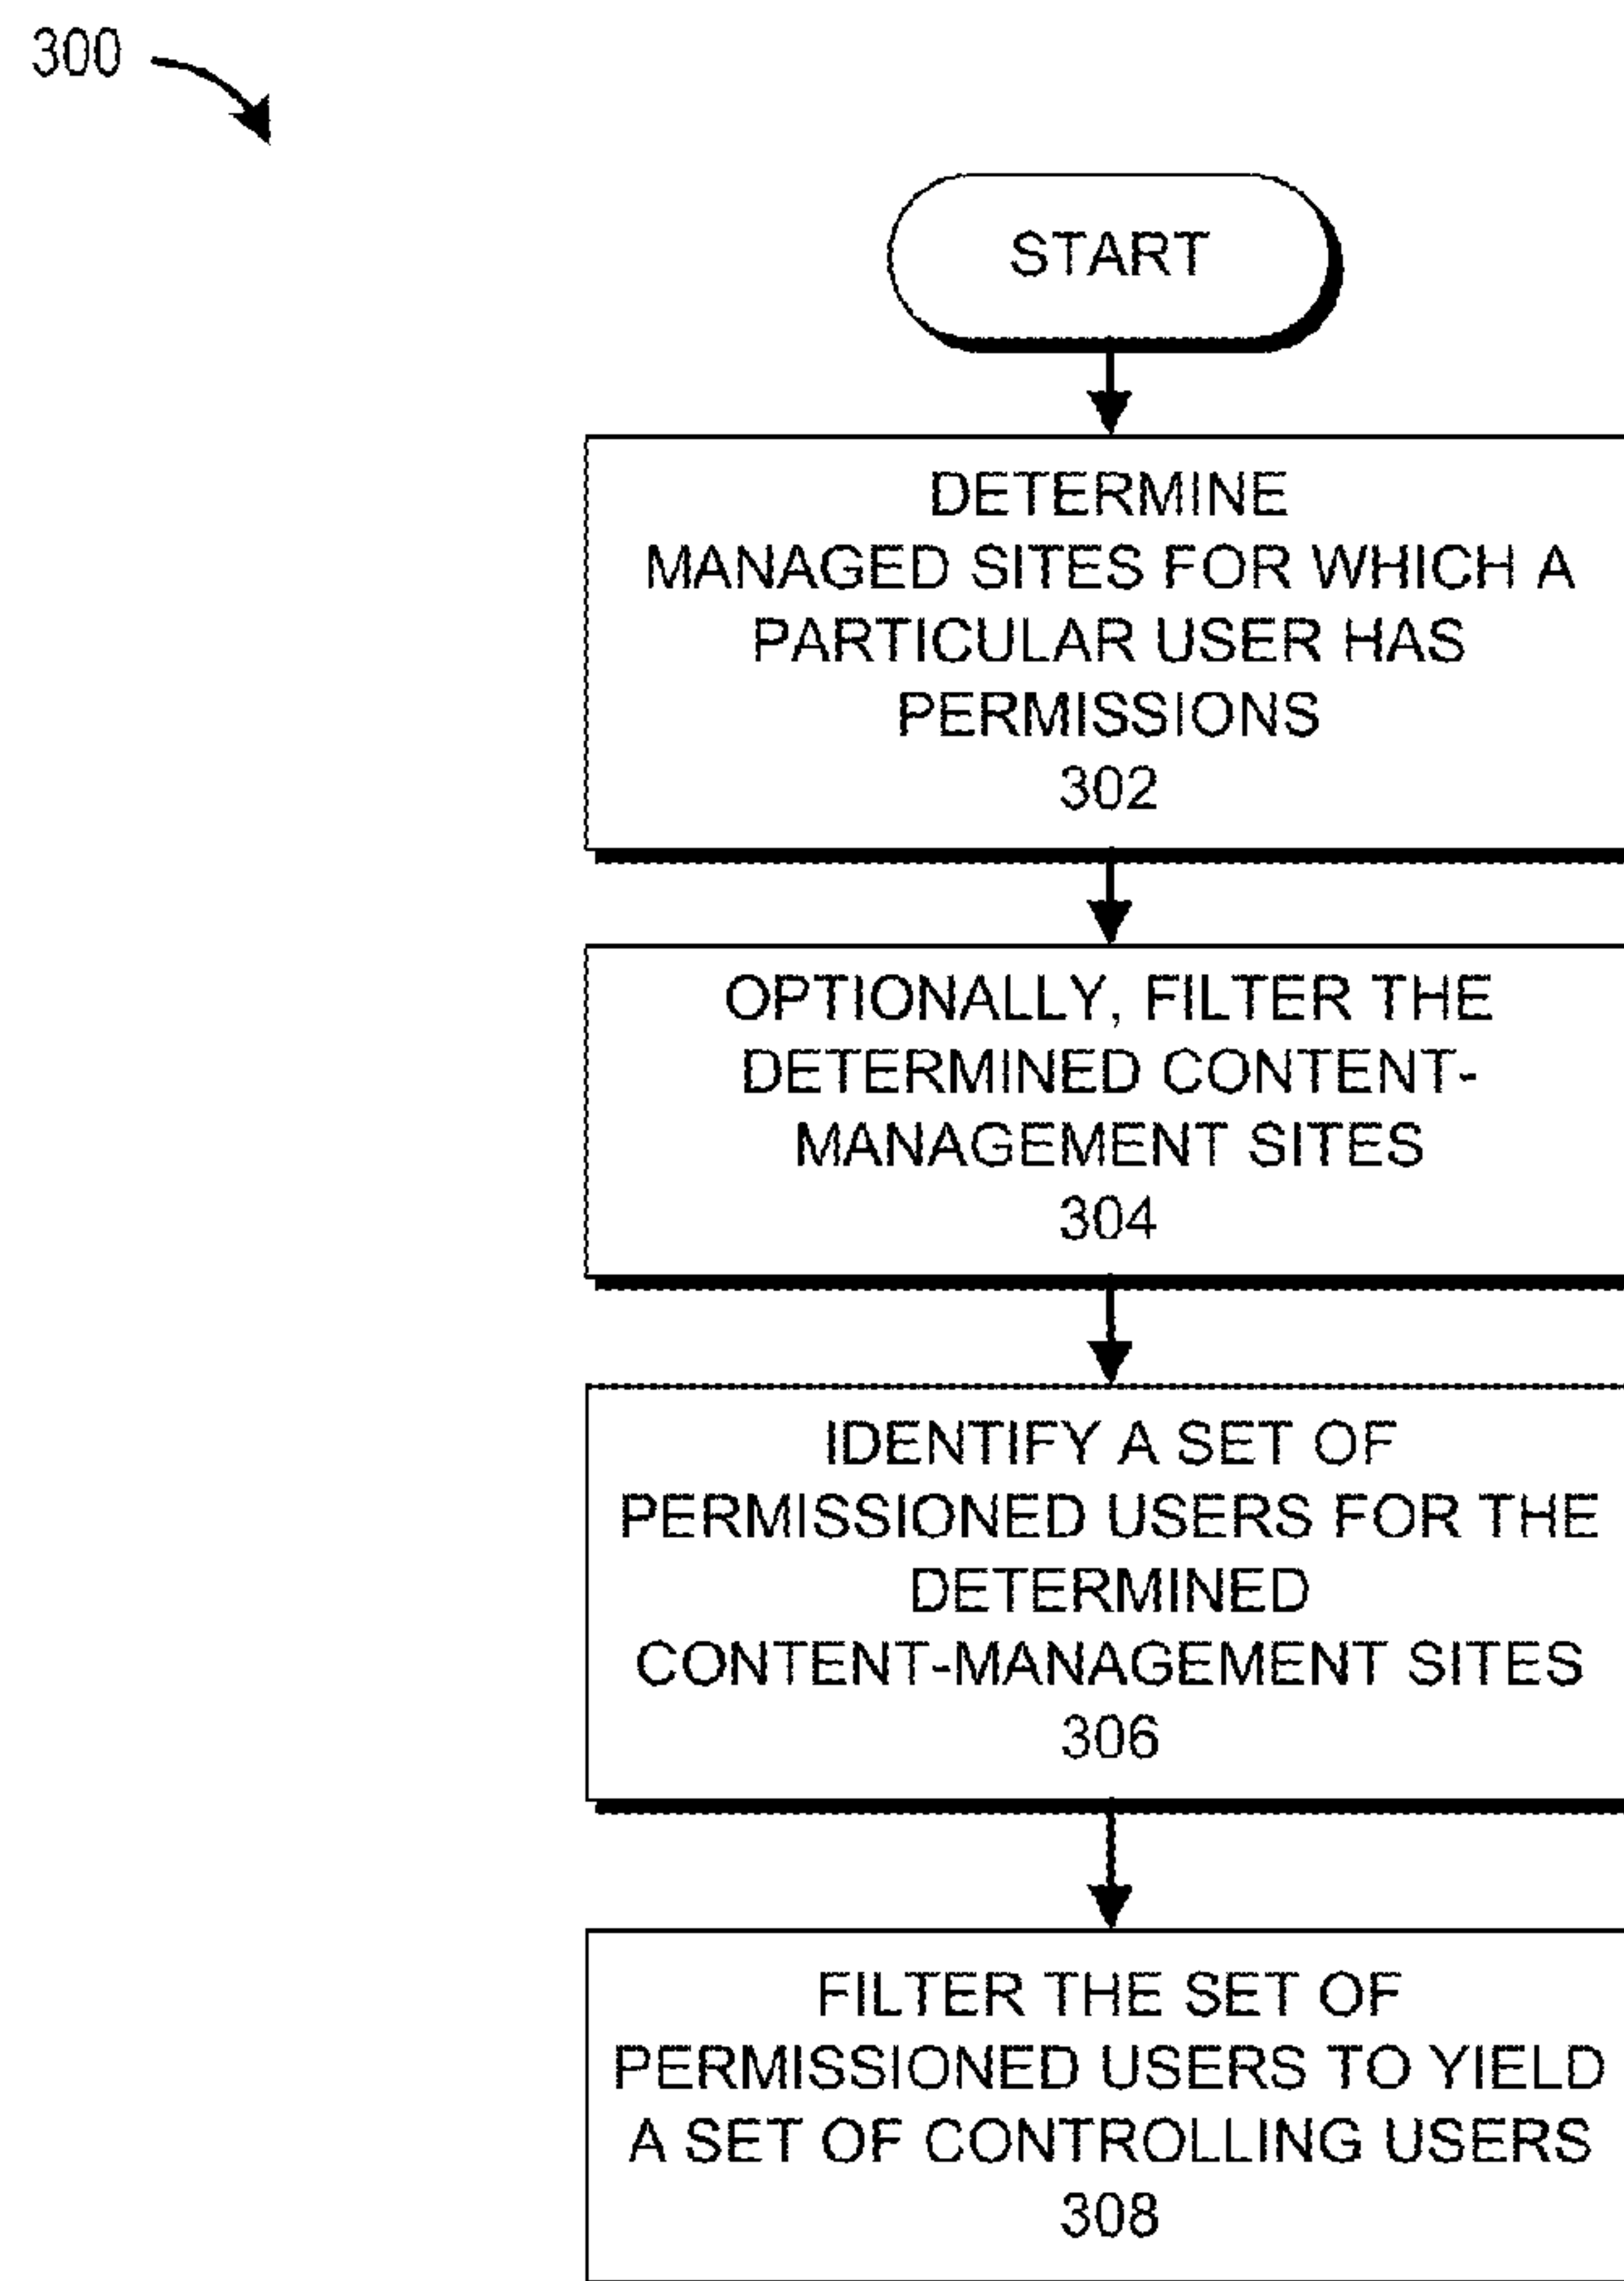 300
START
DETERMINE
MANAGED SITES FOR WHICH A
PARTICULAR USER HAS
PERMISSIONS
302
OPTIONALLY, FILTER THE
DETERMINED CONTENT-
MANAGEMENT SITES
304
IDENTIFY A SET OF
PERMISSIONED USERS FOR THE
DETERMINED
CONTENT-MANAGEMENT SITES
306
FILTER THE SET OF
PERMISSIONED USERS TO YIELD
A SET OF CONTROLLING USERS
308